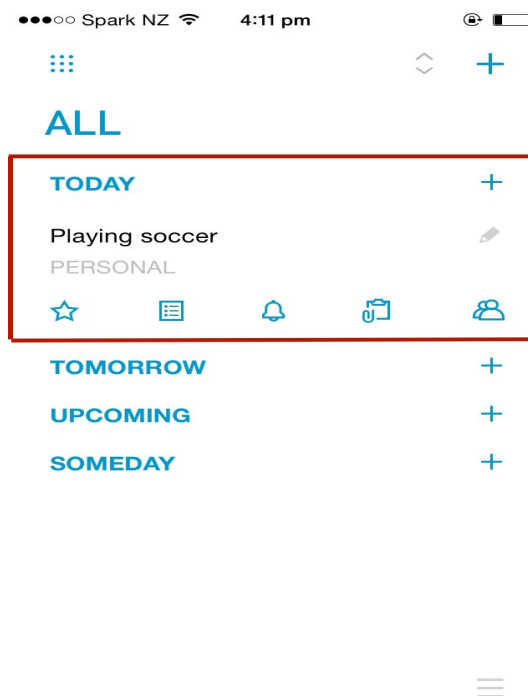 Spark NZ 4:11 pm
ALL
TODAY
Playing soccer
PERSONAL
TOMORROW
UPCOMING
SOMEDAY